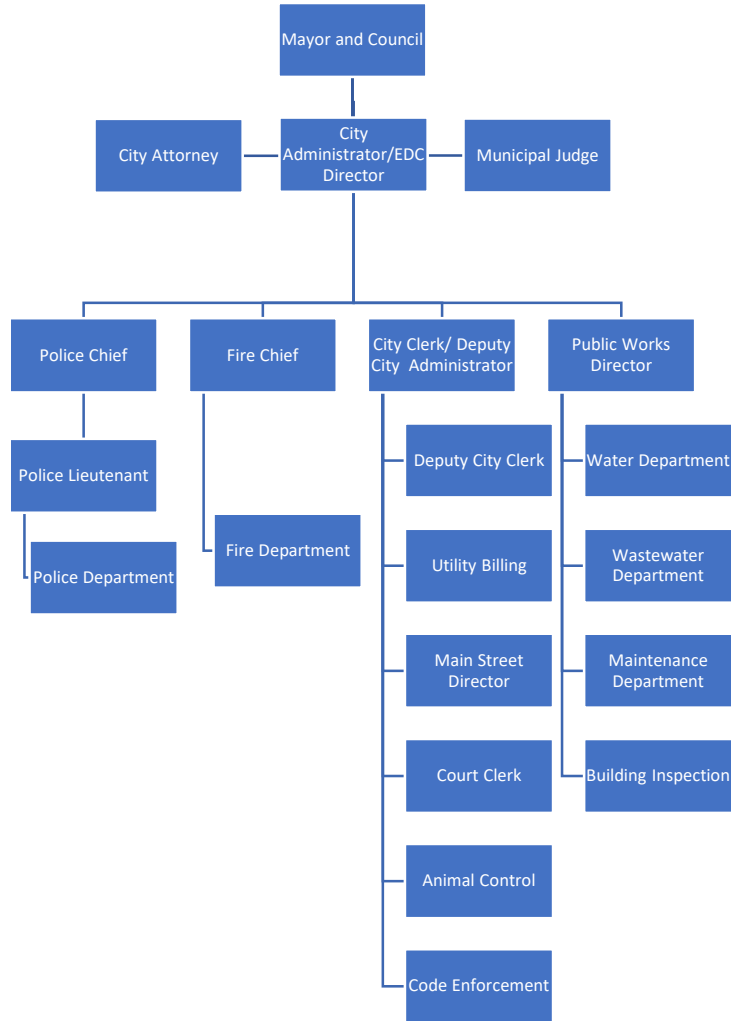 Mayor and Council
City Attorney
City
Administrator/EDC
Director
Municipal Judge
Police Chief
Fire Chief
City Clerk/ Deputy
City Administrator
Public Works
Director
Police Lieutenant
Police Department
Fire Department
Deputy City Clerk
Utility Billing
Main Street
Director
Court Clerk
Animal Control
Code Enforcement
Water Department
Wastewater
Department
Maintenance
Department
Building Inspection